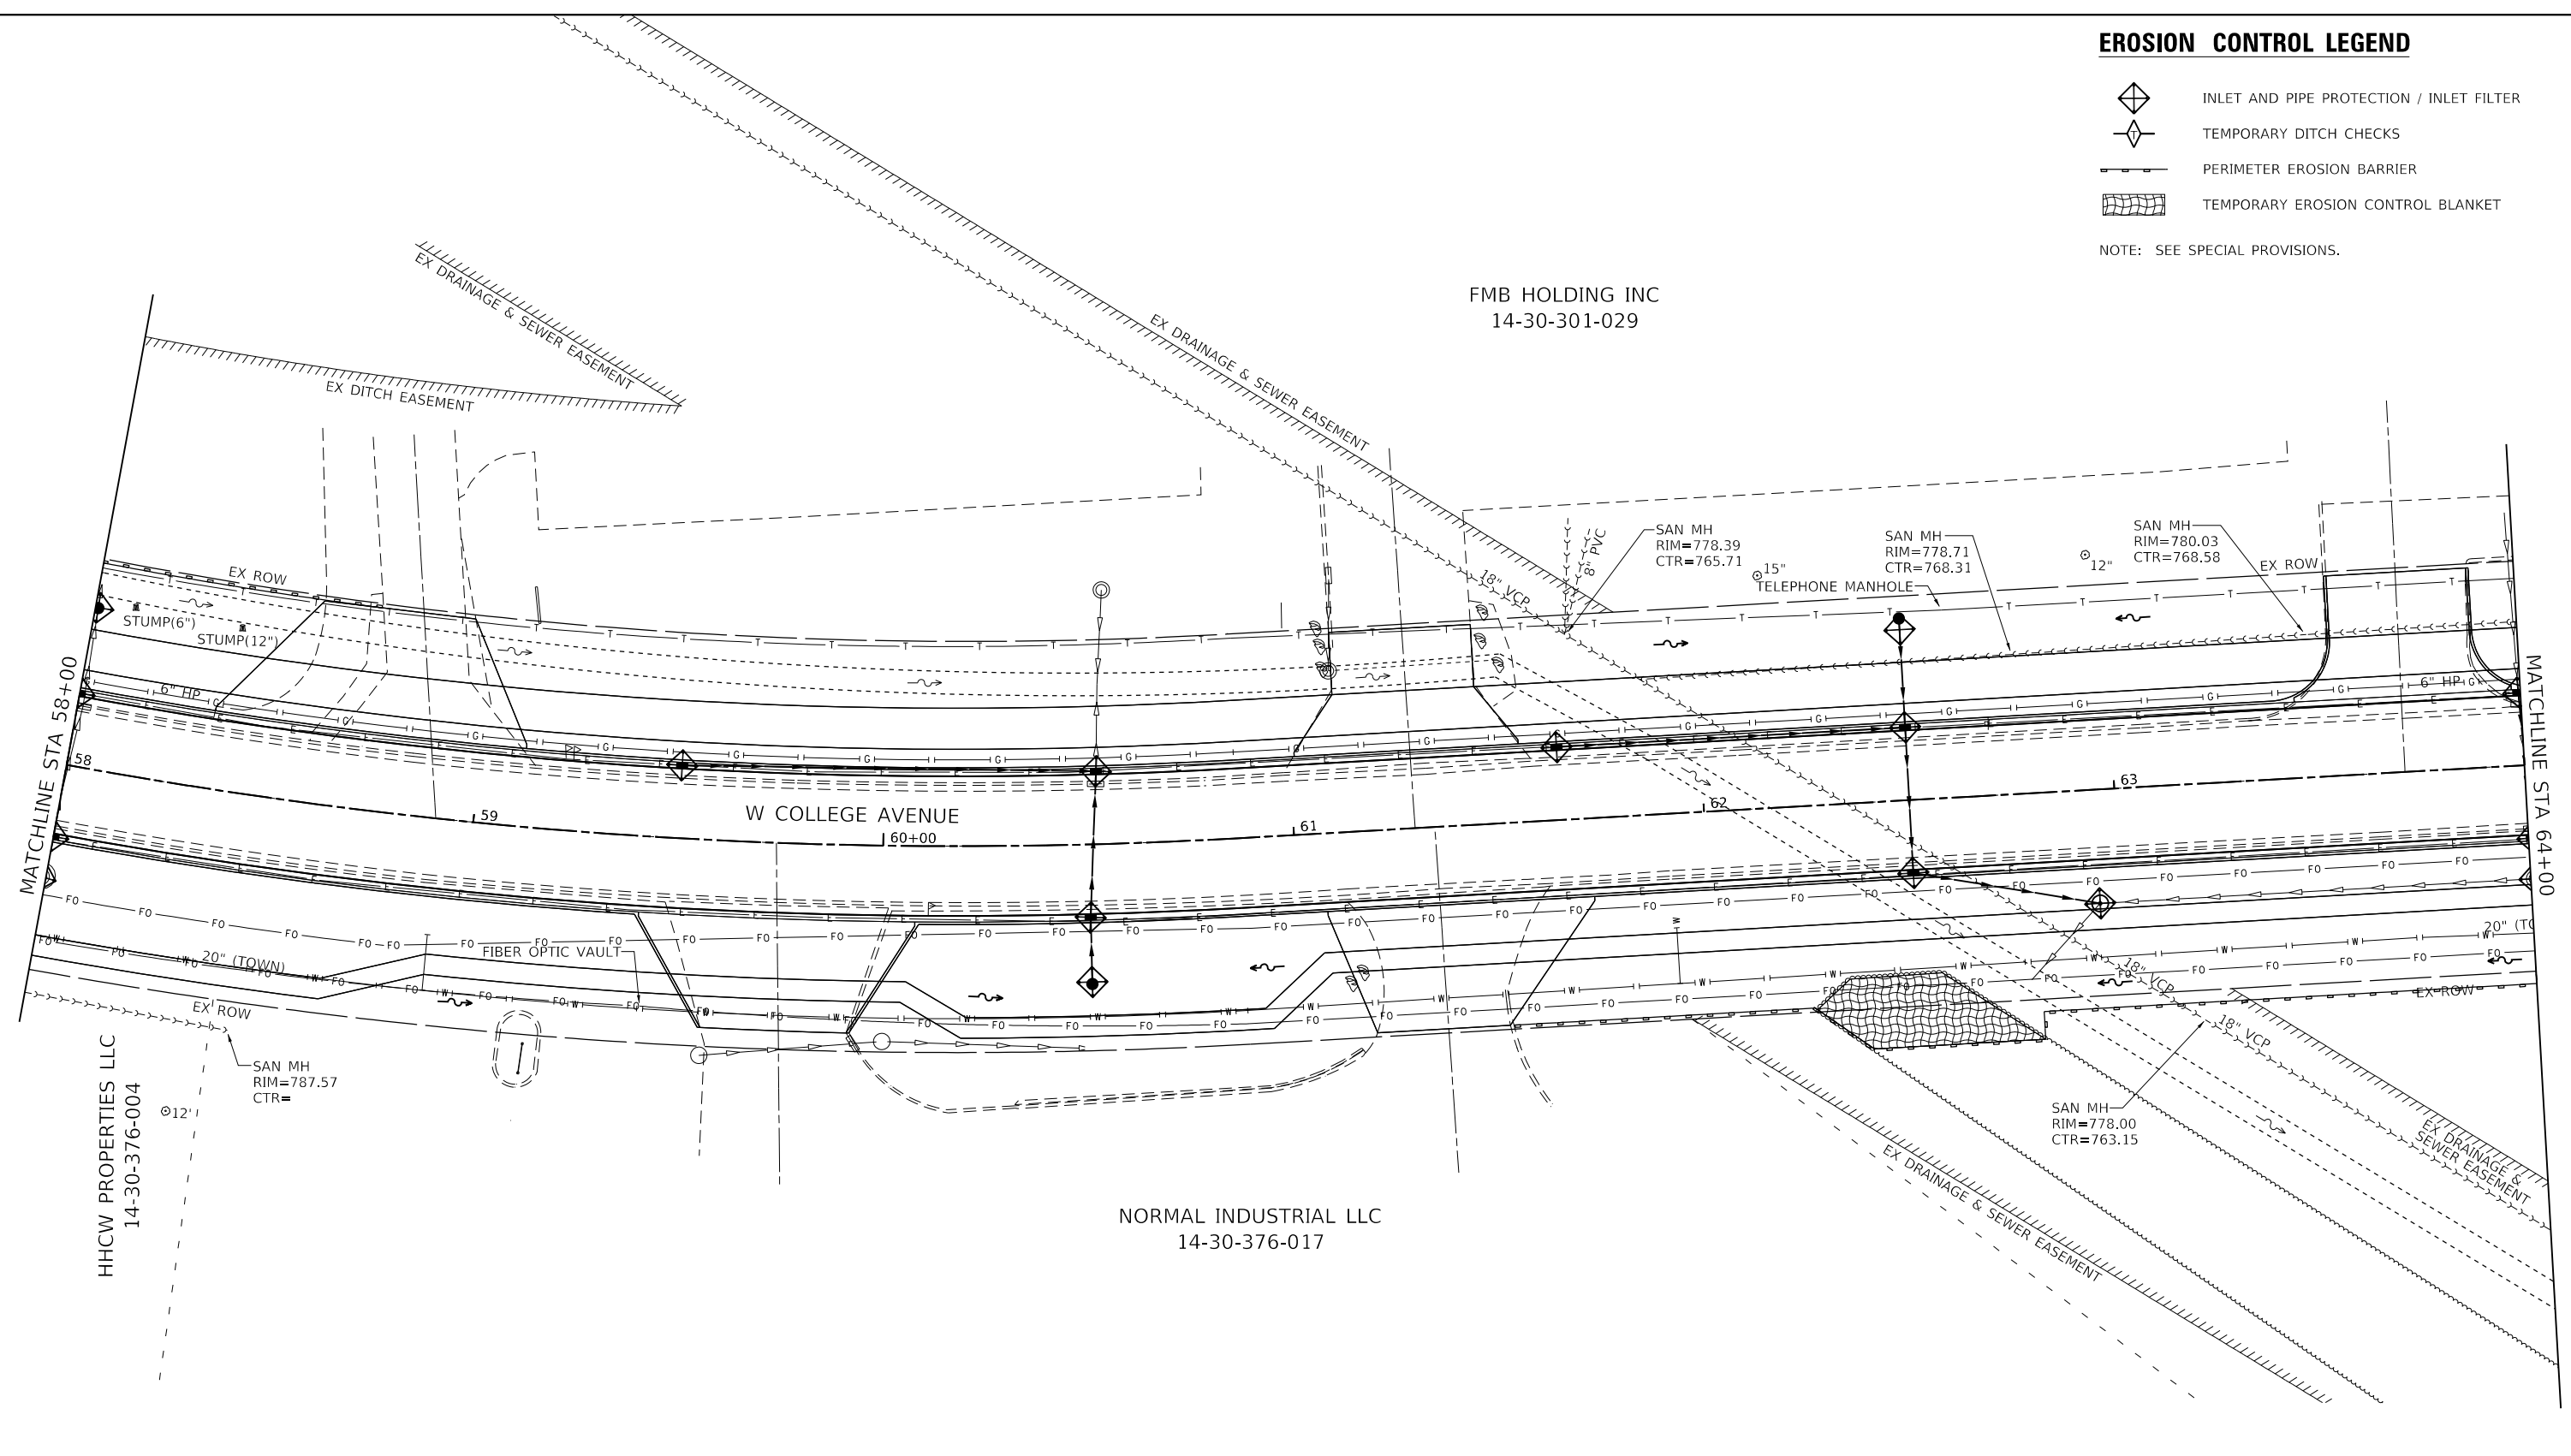 EROSION CONTROL LEGEND
INLET AND PIPE PROTECTION / INLET FILTER
T
TEMPORARY DITCH CHECKS
PERIMETER EROSION BARRIER
TEMPORARY EROSION CONTROL BLANKET
NOTE: SEE SPECIAL PROVISIONS.
FMB HOLDING INC
14-30-301-029
EX DRAINAGE & SEWER EASEMENT
EX DITCH EASEMENT
EX DRAINAGE & SEWER EASEMENT
EX ROW
STUMP(6")
STUMP(12")
6" HP
MATCHLINE STA 58+00
58
59
60+00
61
62
63
W COLLEGE AVENUE
8" PVC
18" VCP
SAN MH
RIM=778.39
CTR=765.71
15"
TELEPHONE MANHOLE
SAN MH
RIM=778.71
CTR=768.31
12"
SAN MH
RIM=780.03
CTR=768.58
EX ROW
6" HP
MATCHLINE STA 64+00
20" (TOWN)
FIBER OPTIC VAULT
EX ROW
SAN MH
RIM=787.57
CTR=
12'
HHCW PROPERTIES LLC
14-30-376-004
NORMAL INDUSTRIAL LLC
14-30-376-017
20" (TO
18" VCP
EX ROW
18" VCP
SAN MH
RIM=778.00
CTR=763.15
EX DRAINAGE &
SEWER EASEMENT
EX DRAINAGE & SEWER EASEMENT